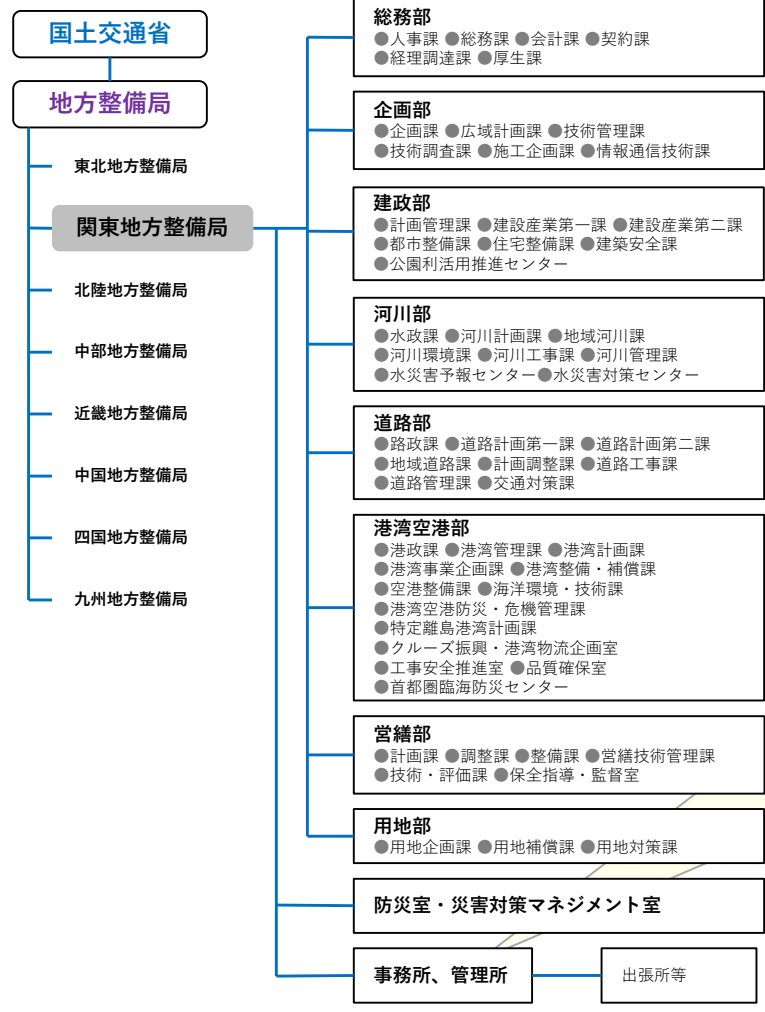 国土交通省
地方整備局
東北地方整備局
関東地方整備局
北陸地方整備局
中部地方整備局
近畿地方整備局
中国地方整備局
四国地方整備局
九州地方整備局
総務部
●人事課 ●総務課 ●会計課 ●契約課
●経理調達課 ●厚生課
企画部
●企画課 ●広域計画課 ●技術管理課
●技術調査課 ●施工企画課 ●情報通信技術課
建政部
●計画管理課 ●建設産業第一課 ●建設産業第二課
●都市整備課 ●住宅整備課 ●建築安全課
●公園利活用推進センター
河川部
●水政課 ●河川計画課 ●地域河川課
●河川環境課 ●河川工事課 ●河川管理課
●水災害予報センター●水災害対策センター
道路部
●路政課 ●道路計画第一課 ●道路計画第二課
●地域道路課 ●計画調整課 ●道路工事課
●道路管理課 ●交通対策課
港湾空港部
●港政課 ●港湾管理課 ●港湾計画課
●港湾事業企画課 ●港湾整備・補償課
●空港整備課 ●海洋環境・技術課
●港湾空港防災・危機管理課
●特定離島港湾計画課
●クルーズ振興・港湾物流企画室
●工事安全推進室 ●品質確保室
●首都圏臨海防災センター
営繕部
●計画課 ●調整課 ●整備課 ●営繕技術管理課
●技術・評価課 ●保全指導・監督室
用地部
●用地企画課 ●用地補償課 ●用地対策課
防災室・災害対策マネジメント室
事務所、管理所
出張所等